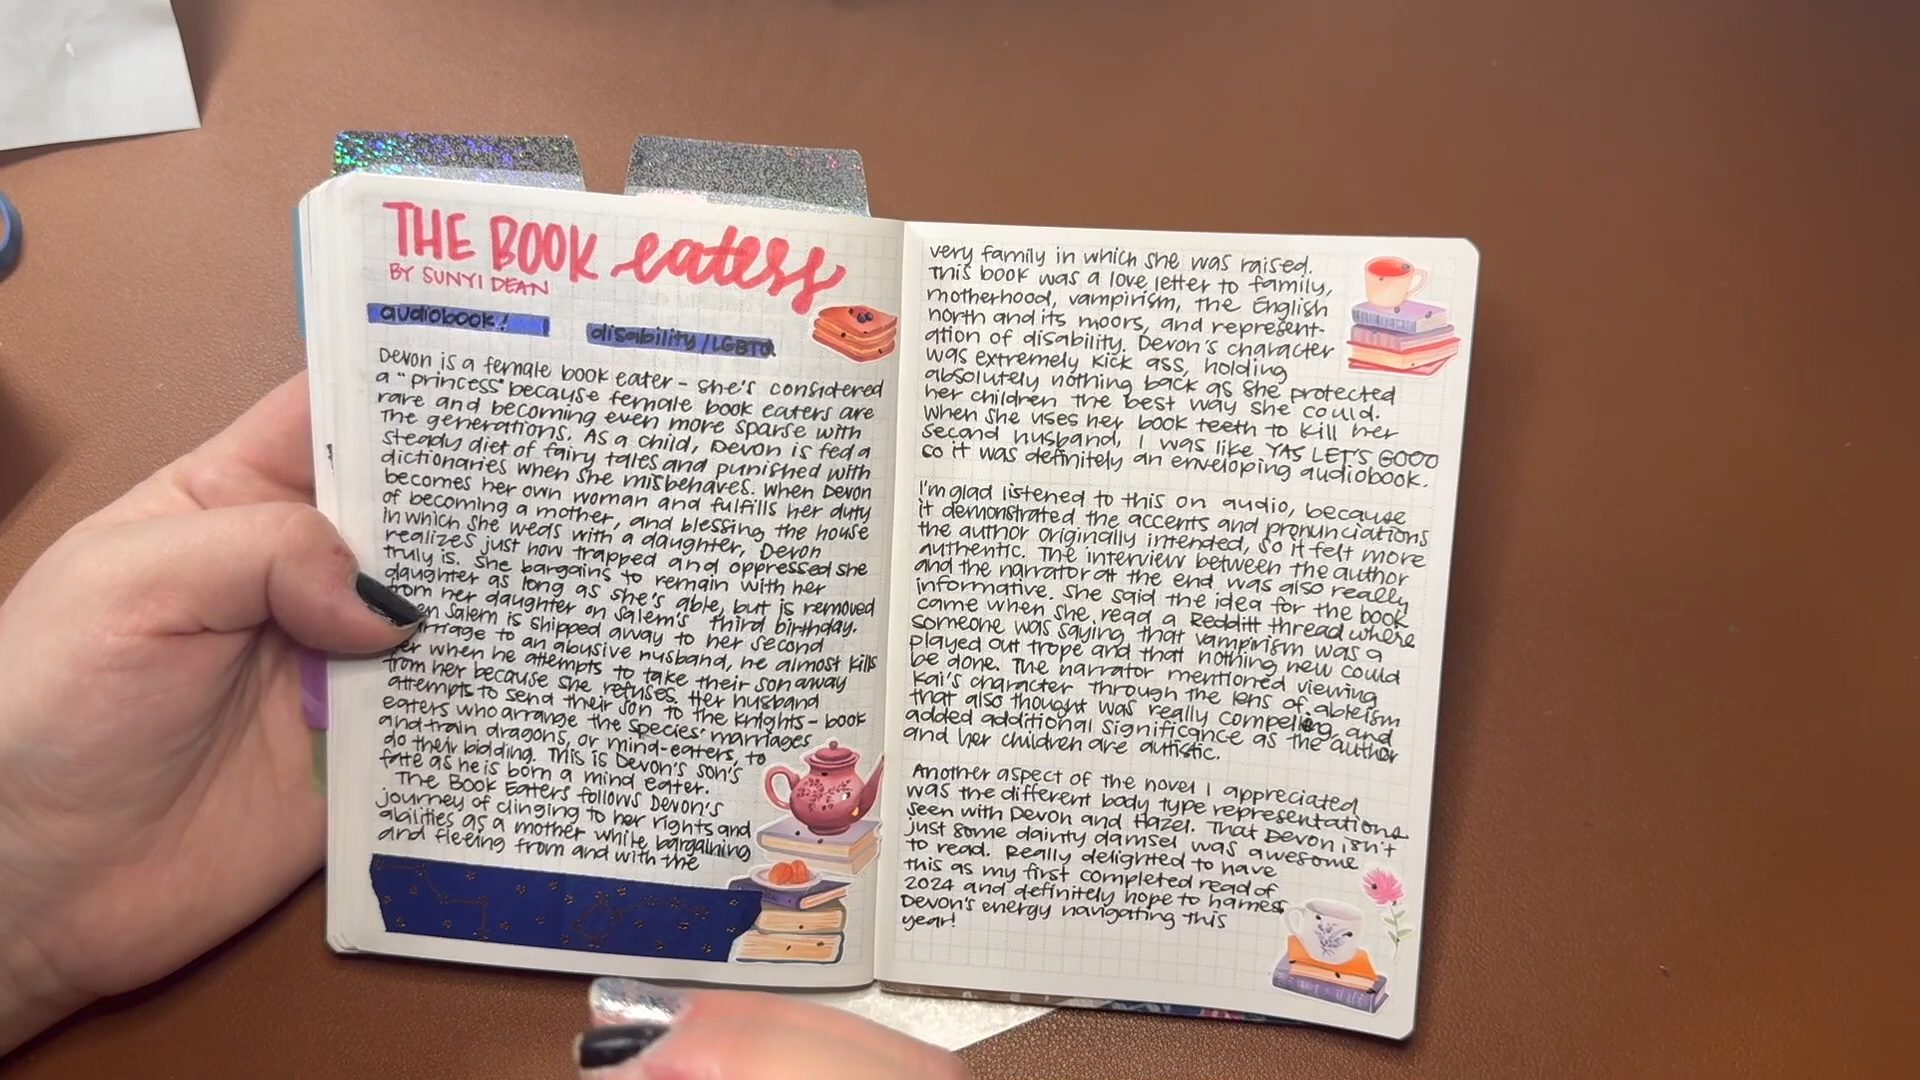 THE BOOK eaters
BY SUNYI DEAN
audiobook!
disability/LGBTQ
Devon is a female book eater - she's considered
a "princess" because female book eaters are
rare and becoming even more sparse with
the generations. As a child, Devon is fed a
steady diet of fairy tales and punished with
dictionaries when she misbehaves. When Devon
becomes her own woman and fulfills her duty
of becoming a mother, and blessing the house
in which she weds with a daughter, Devon
realizes just how trapped and oppressed she
truly is. She bargains to remain with her
daughter as long as she's able, but is removed
from her daughter on Salem's third birthday.
Salem is shipped away to her second
marriage to an abusive husband, he almost kills
her when he attempts to take their son away
from her because she refuses. Her husband
attempts to send their son to the knights - book
eaters who arrange the species' marriages
and train dragons, or mind-eaters, to
do their bidding. This is Devon's son's
fate as he is born a mind eater.
The Book Eaters follows Devon's
journey of clinging to her rights and
abilities as a mother while bargaining
and fleeing from and with the
very family in which she was raised.
This book was a love letter to family,
motherhood, vampirism, the English
north and its moors, and represent-
ation of disability. Devon's character
was extremely kick ass, holding
absolutely nothing back as she protected
her children the best way she could.
When she uses her book teeth to kill her
second husband, I was like YAS LET'S GOOO
so it was definitely an enveloping audiobook.
I'm glad listened to this on audio, because
it demonstrated the accents and pronunciations
the author originally intended, so it felt more
authentic. The interview between the author
and the narrator at the end was also really
informative. She said the idea for the book
came when she read a Redditt thread where
someone was saying that vampirism was a
played out trope and that nothing new could
be done. The narrator mentioned viewing
Kai's character through the lens of ableism
that also thought was really compelling, and
added additional significance as the author
and her children are autistic.
Another aspect of the novel I appreciated
was the different body type representations
seen with Devon and Hazel. That Devon isn't
just some dainty damsel was awesome
to read. Really delighted to have
this as my first completed read of
2024 and definitely hope to harness
Devon's energy navigating this
year!